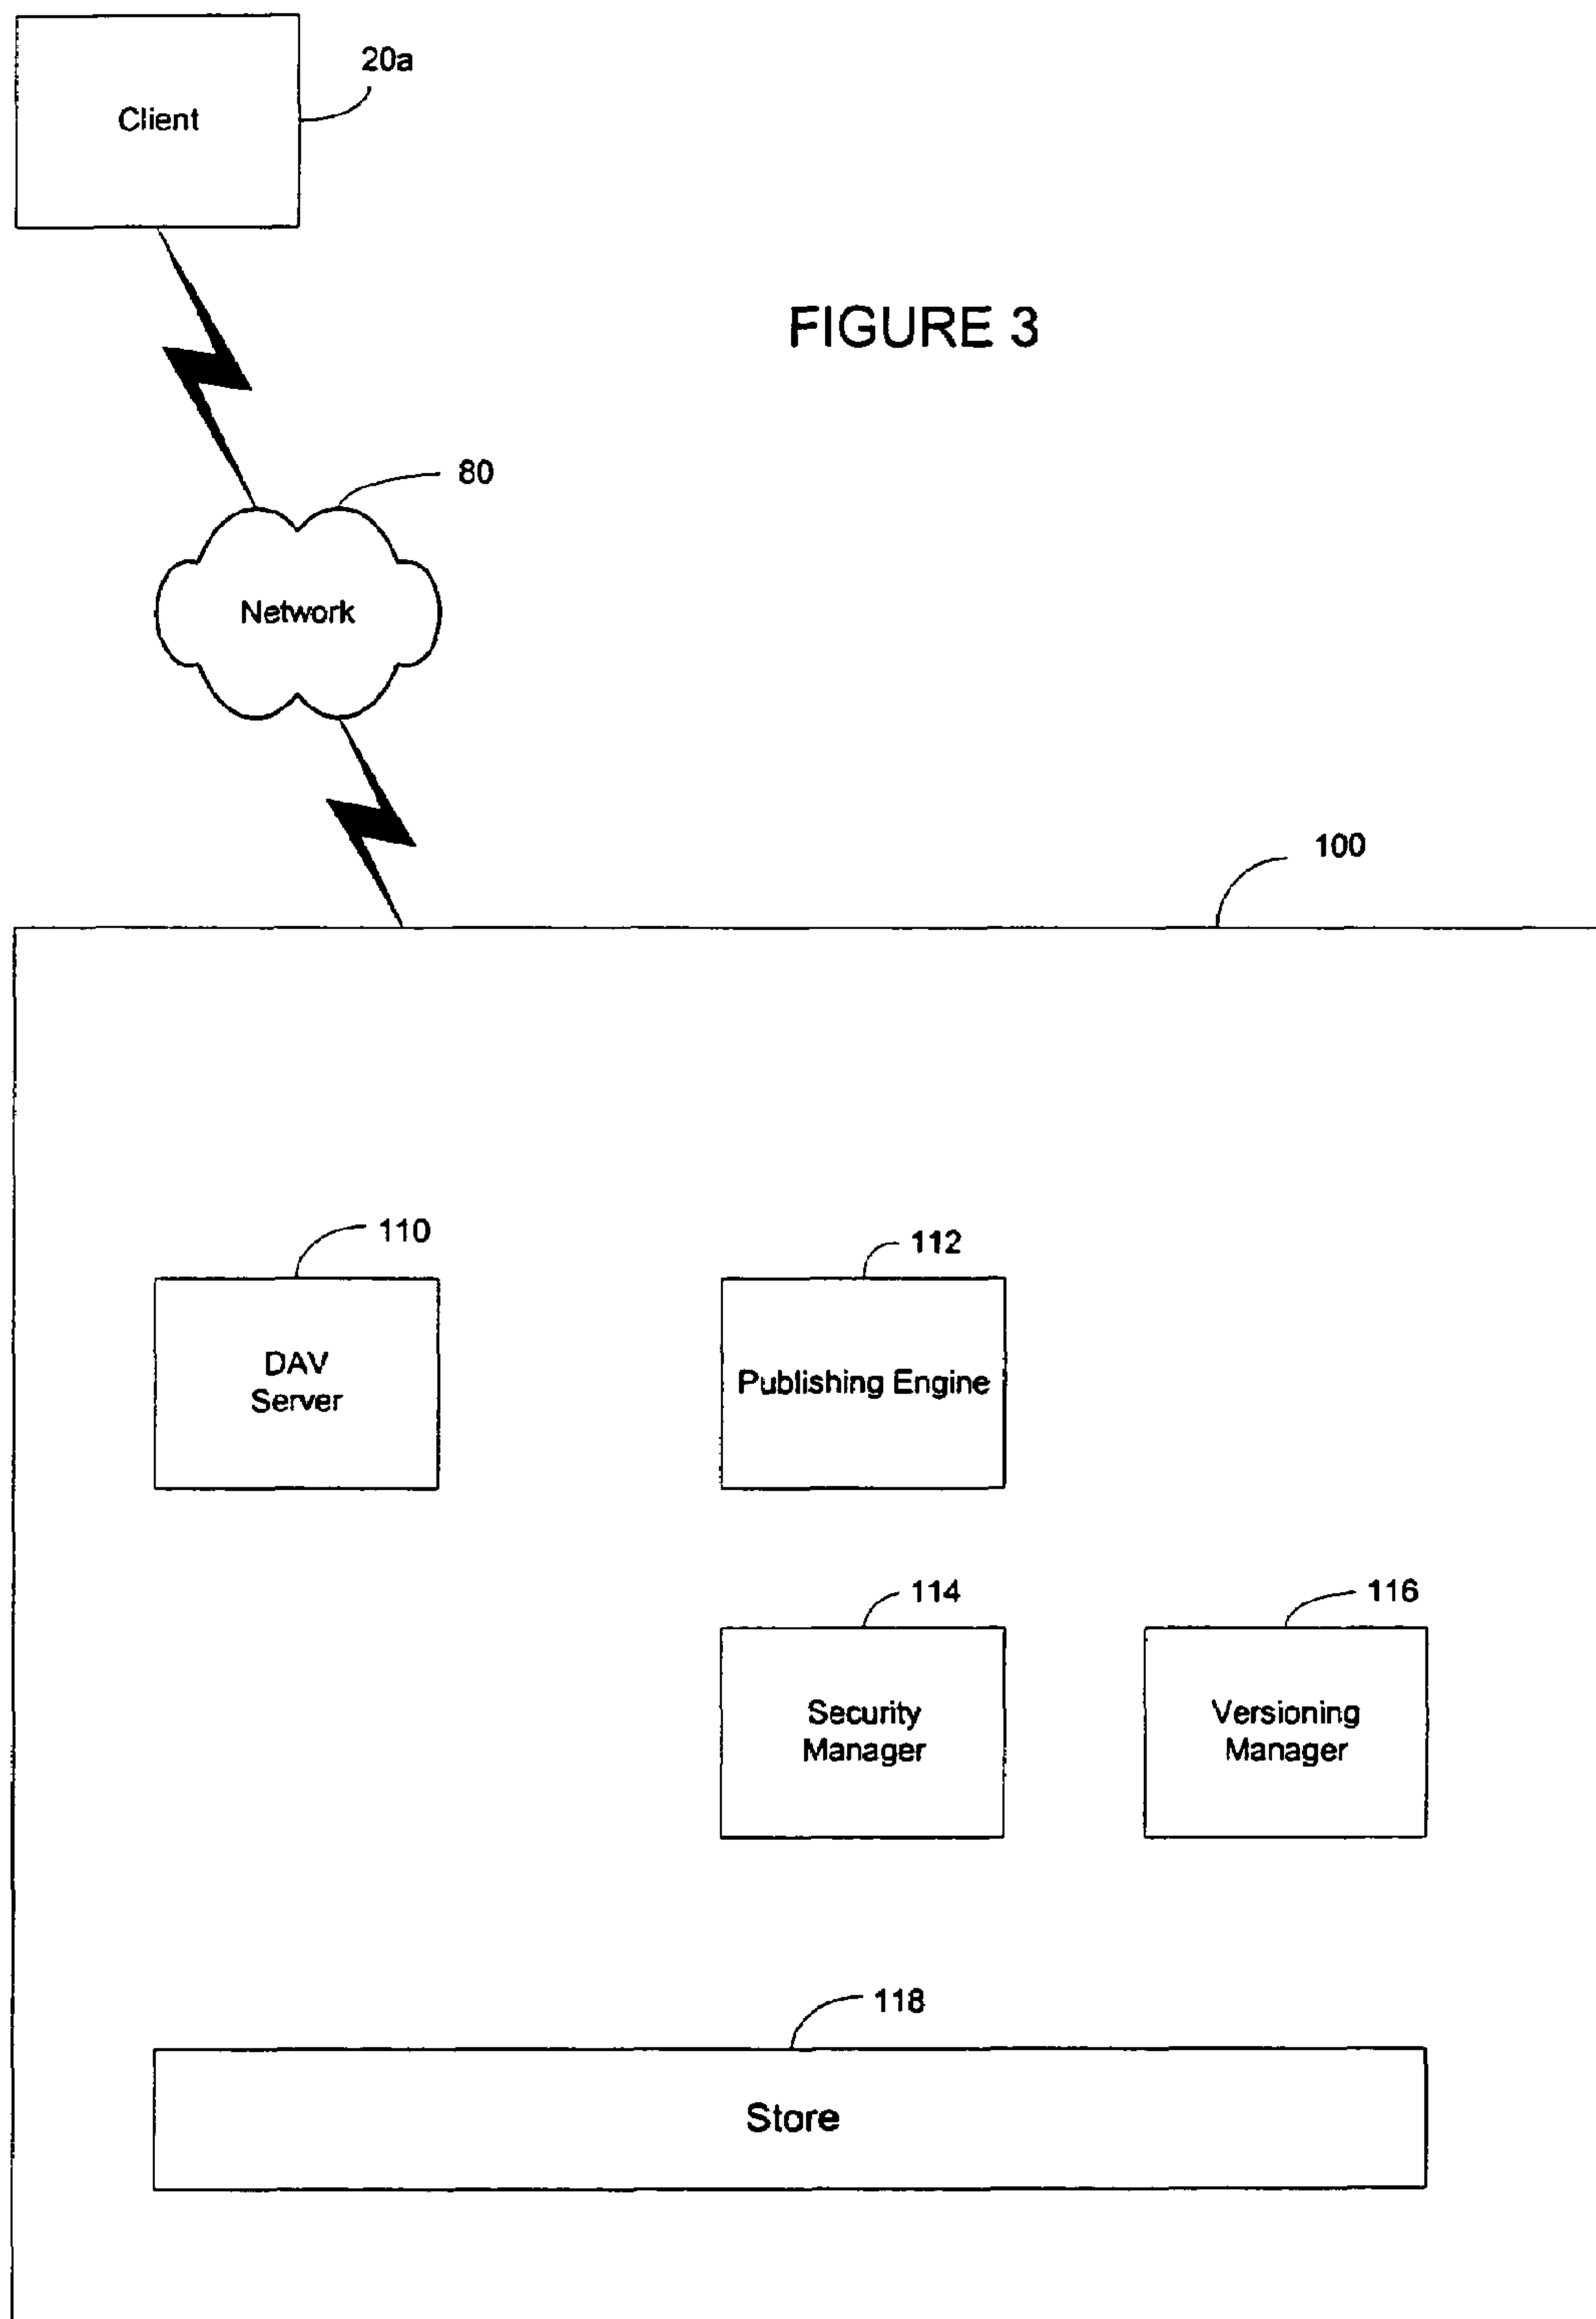 20a
Client
FIGURE 3
80
Network
100
110
112
DAV
Server
Publishing Engine
114
116
Security
Manager
Versioning
Manager
118
Store